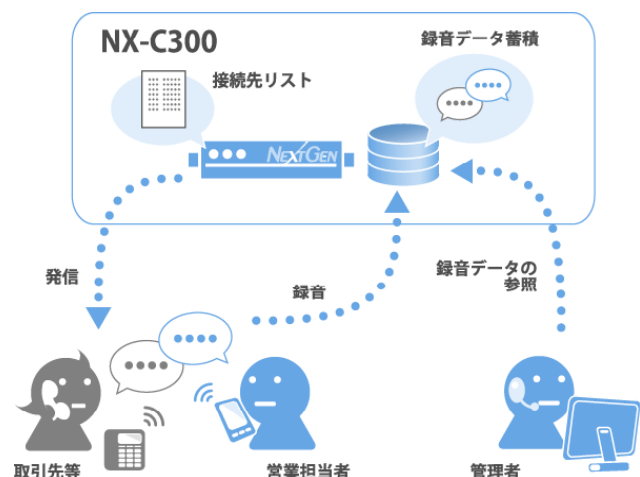 NX-C300
録音データ蓄積
接続先リスト
NEXTGEN
発信
録音
録音データの
参照
取引先等
営業担当者
管理者